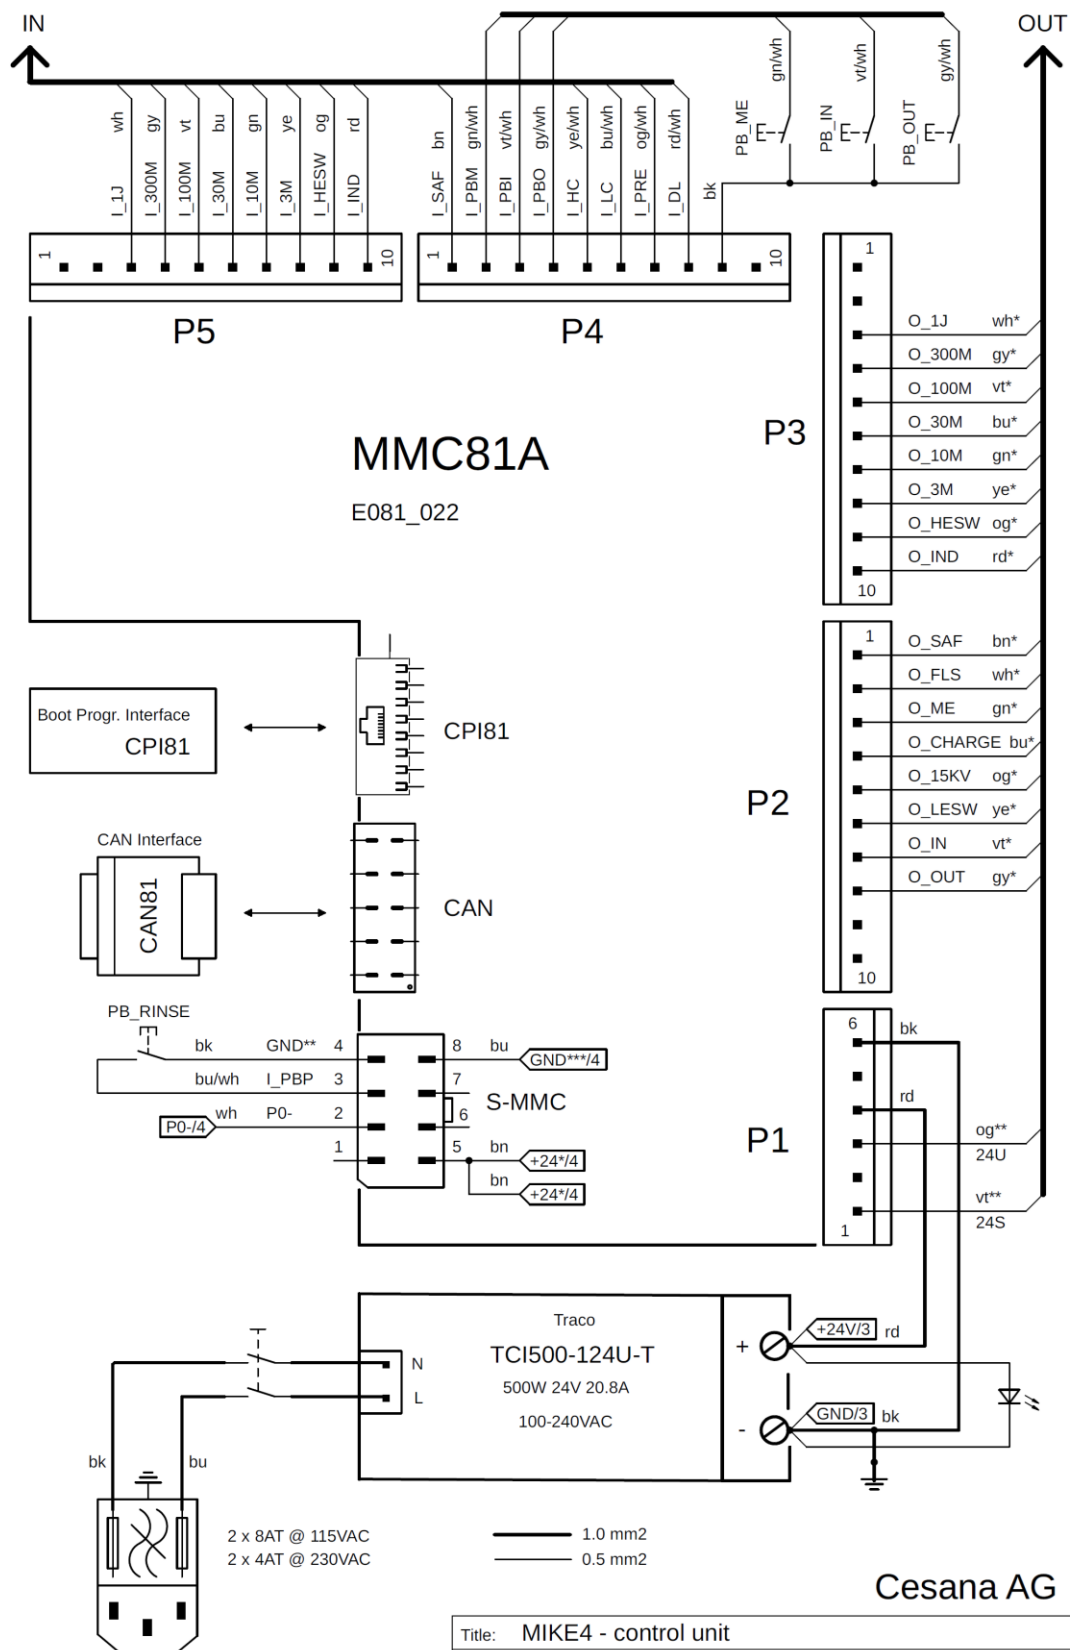 IN
OUT
gn/wh
vt/wh
gy/wh
PB_ME
PB_IN
PB_OUT
wh
gy
vt
bu
gn
ye
og
rd
bn
gn/wh
vt/wh
gy/wh
ye/wh
bu/wh
og/wh
rd/wh
bk
I_1J
I_300M
I_100M
I_30M
I_10M
I_3M
I_HESW
I_IND
I_SAF
I_PBM
I_PBI
I_PBO
I_HC
I_LC
I_PRE
I_DL
1
10
1
10
P5
P4
1
O_1J wh*
O_300M gy*
O_100M vt*
O_30M bu*
O_10M gn*
O_3M ye*
O_HESW og*
O_IND rd*
10
P3
MMC81A
E081_022
1
O_SAF bn*
O_FLS wh*
O_ME gn*
O_CHARGE bu*
O_15KV og*
O_LESW ye*
O_IN vt*
O_OUT gy*
10
P2
Boot Progr. Interface
CPI81
CPI81
CAN Interface
CAN81
CAN
PB_RINSE
bk GND** 4
bu/wh I_PBP 3
P0-/4 wh P0- 2
1
8 bu GND***/4
7
S-MMC
6
5 bn +24*/4
bn +24*/4
6 bk
rd
P1
og**
24U
vt**
24S
1
Traco
TCI500-124U-T
500W 24V 20.8A
100-240VAC
N
L
+ +24V/3 rd
- GND/3 bk
bk
bu
2 x 8AT @ 115VAC
2 x 4AT @ 230VAC
1.0 mm2
0.5 mm2
Cesana AG
Title: MIKE4 - control unit